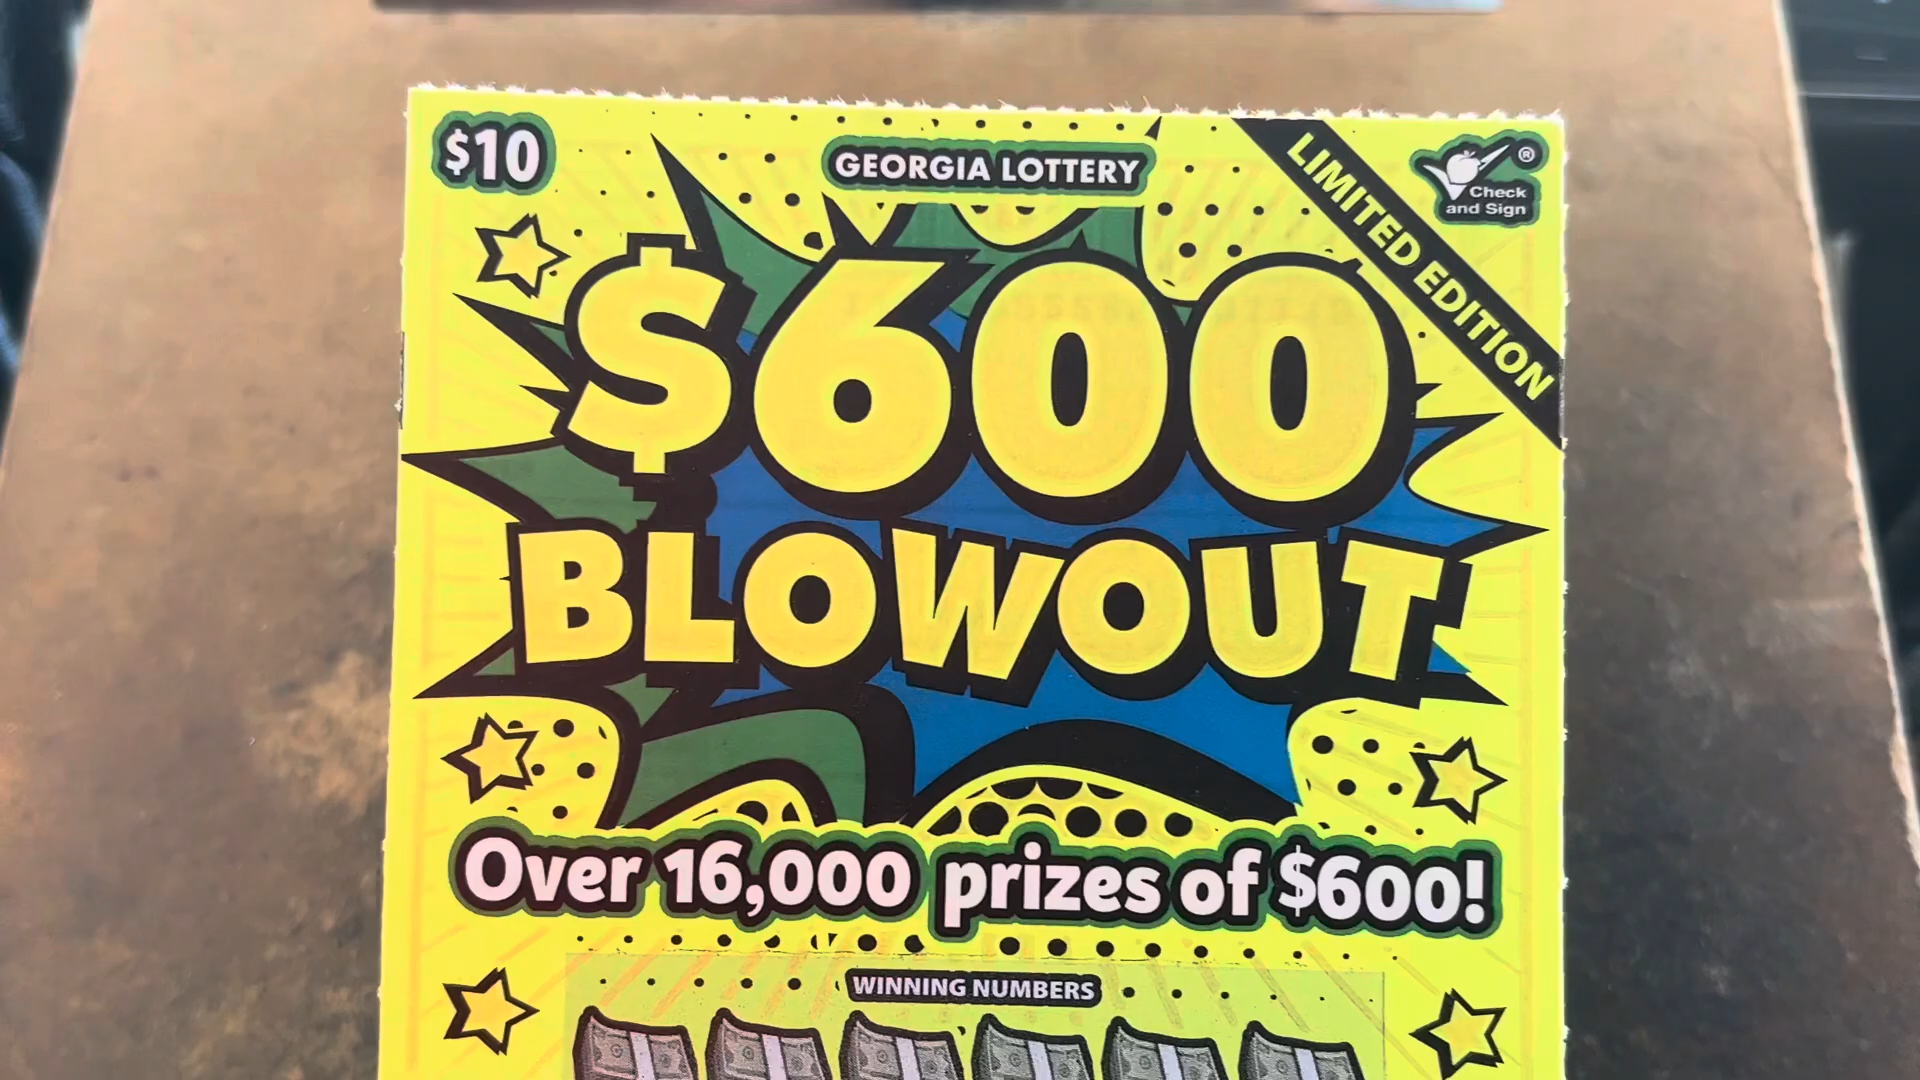 $10
GEORGIA LOTTERY
LIMITED EDITION
®
Check
and Sign
$600
BLOWOUT
Over 16,000 prizes of $600!
WINNING NUMBERS